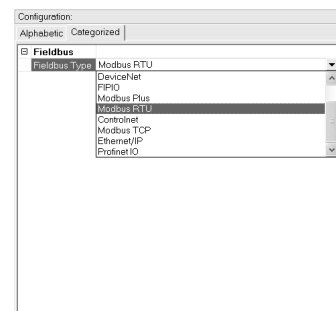 Configuration:
Alphabetic Categorized
Fieldbus
Fieldbus Type Modbus RTU
DeviceNet
FIPIO
Modbus Plus
Modbus RTU
Controlnet
Modbus TCP
Ethernet/IP
Profinet IO